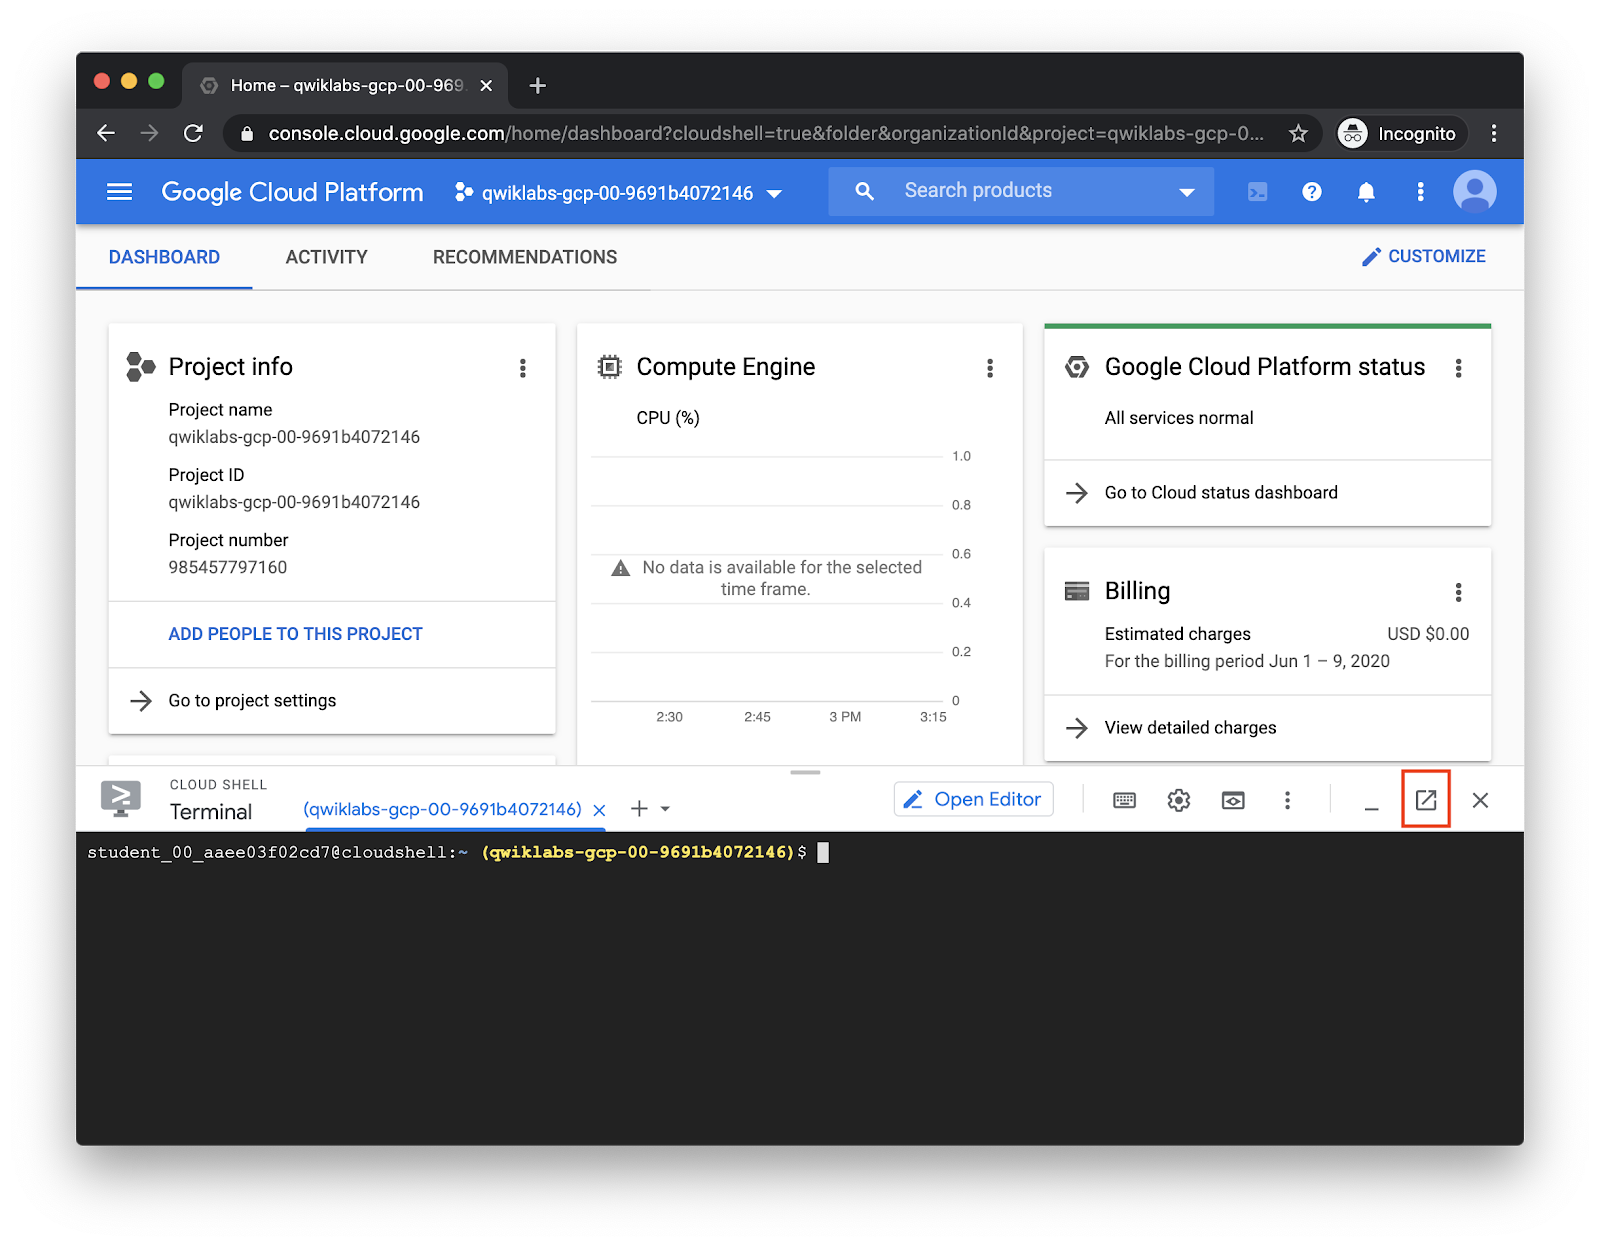 Home – qwiklabs-gcp-00-969
console.cloud.google.com/home/dashboard?cloudshell=true&folder&organizationId&project=qwiklabs-gcp-0...
Incognito
Google Cloud Platform
qwiklabs-gcp-00-9691b4072146
Search products
DASHBOARD
ACTIVITY
RECOMMENDATIONS
CUSTOMIZE
Project info
Project name
qwiklabs-gcp-00-9691b4072146
Project ID
qwiklabs-gcp-00-9691b4072146
Project number
985457797160
ADD PEOPLE TO THIS PROJECT
Go to project settings
Compute Engine
CPU (%)
1.0
0.8
0.6
No data is available for the selected
time frame.
0.4
0.2
0
2:30 2:45 3 PM 3:15
Google Cloud Platform status
All services normal
Go to Cloud status dashboard
Billing
Estimated charges USD $0.00
For the billing period Jun 1 – 9, 2020
View detailed charges
CLOUD SHELL
Terminal
(qwiklabs-gcp-00-9691b4072146)
Open Editor
student_00_aaee03f02cd7@cloudshell:~ (qwiklabs-gcp-00-9691b4072146)$